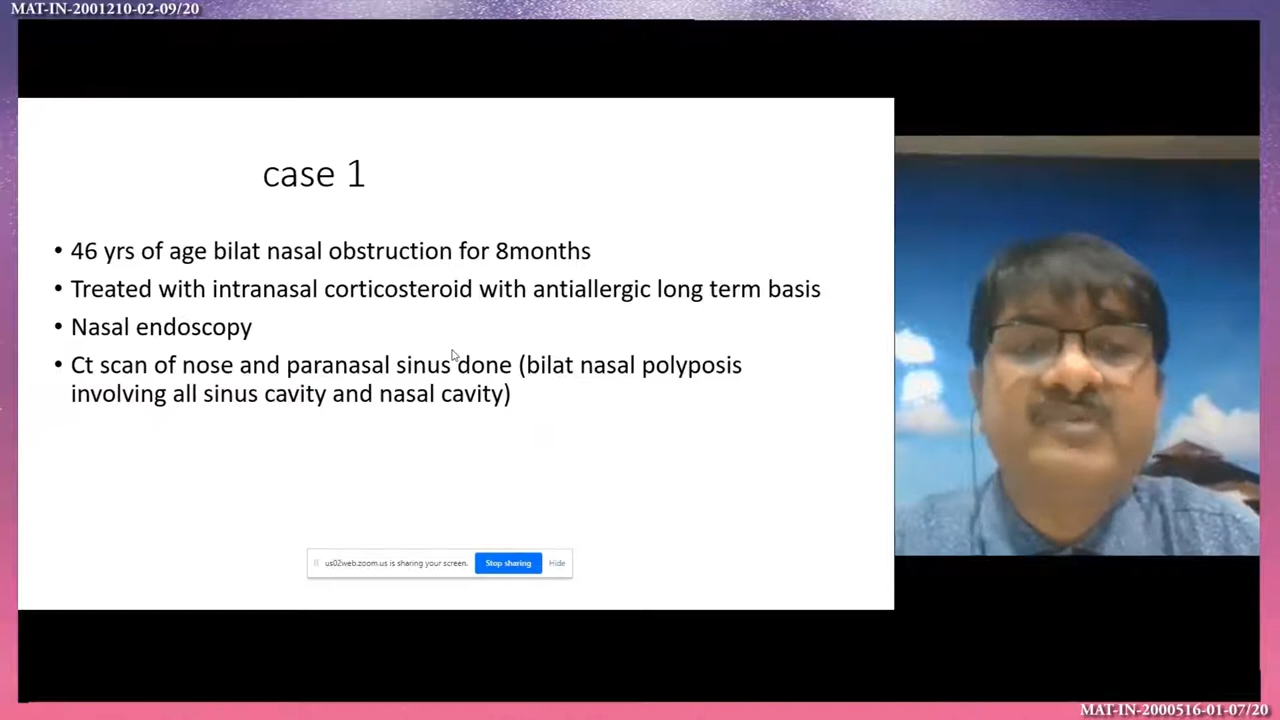 MAT-IN-2001210-02-09/20
case 1
• 46 yrs of age bilat nasal obstruction for 8months
• Treated with intranasal corticosteroid with antiallergic long term basis
• Nasal endoscopy
• Ct scan of nose and paranasal sinus done (bilat nasal polyposis
involving all sinus cavity and nasal cavity)
us02web.zoom.us is sharing your screen. Stop sharing Hide
MAT-IN-2000516-01-07/20